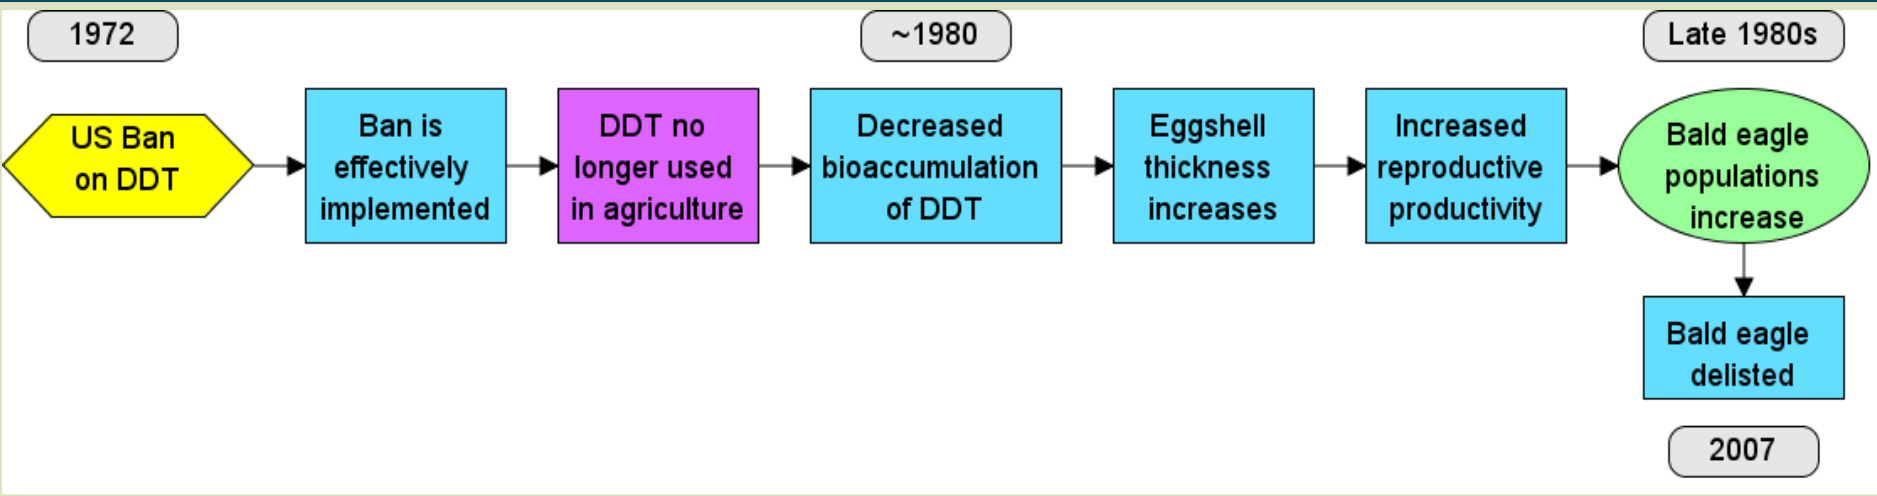 1972
~1980
Late 1980s
US Ban
on DDT
Ban is
effectively
implemented
DDT no
longer used
in agriculture
Decreased
bioaccumulation
of DDT
Eggshell
thickness
increases
Increased
reproductive
productivity
Bald eagle
populations
increase
Bald eagle
delisted
2007